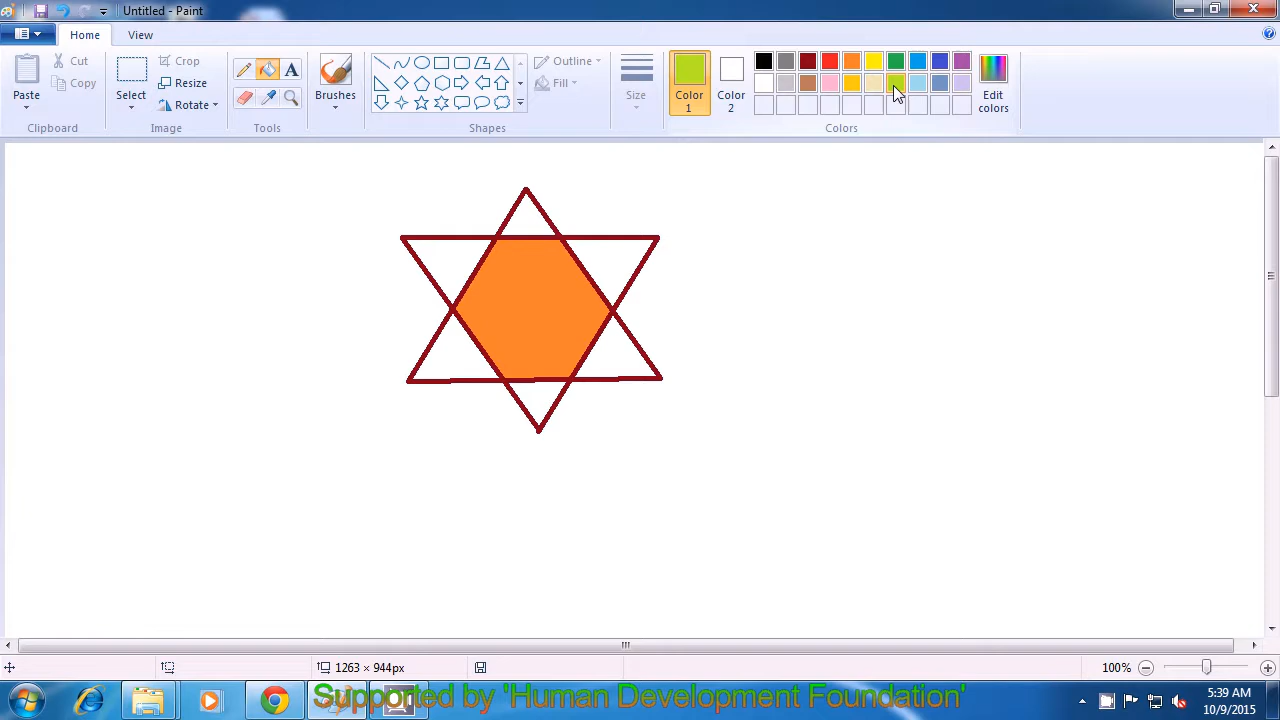 Untitled - Paint
Home View
Paste Cut Copy Select Crop Resize Rotate Brushes Outline Fill Size Color 1 Color 2 Edit colors
Clipboard Image Tools Shapes Colors
1263 × 944px 100%
Supported by 'Human Development Foundation'
5:39 AM
10/9/2015